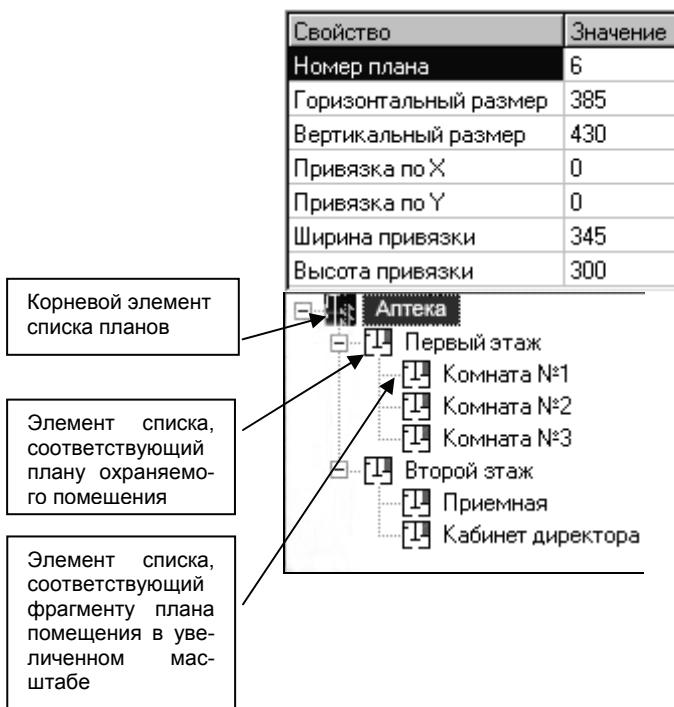 Свойство Значение
Номер плана 6
Горизонтальный размер 385
Вертикальный размер 430
Привязка по X 0
Привязка по Y 0
Ширина привязки 345
Высота привязки 300
Корневой элемент
списка планов
Аптека
Первый этаж
Комната №1
Комната №2
Комната №3
Второй этаж
Приемная
Кабинет директора
Элемент списка,
соответствующий
плану охраняемо-
го помешения
Элемент списка,
соответствующий
фрагменту плана
помещения в уве-
личенном мас-
штабе